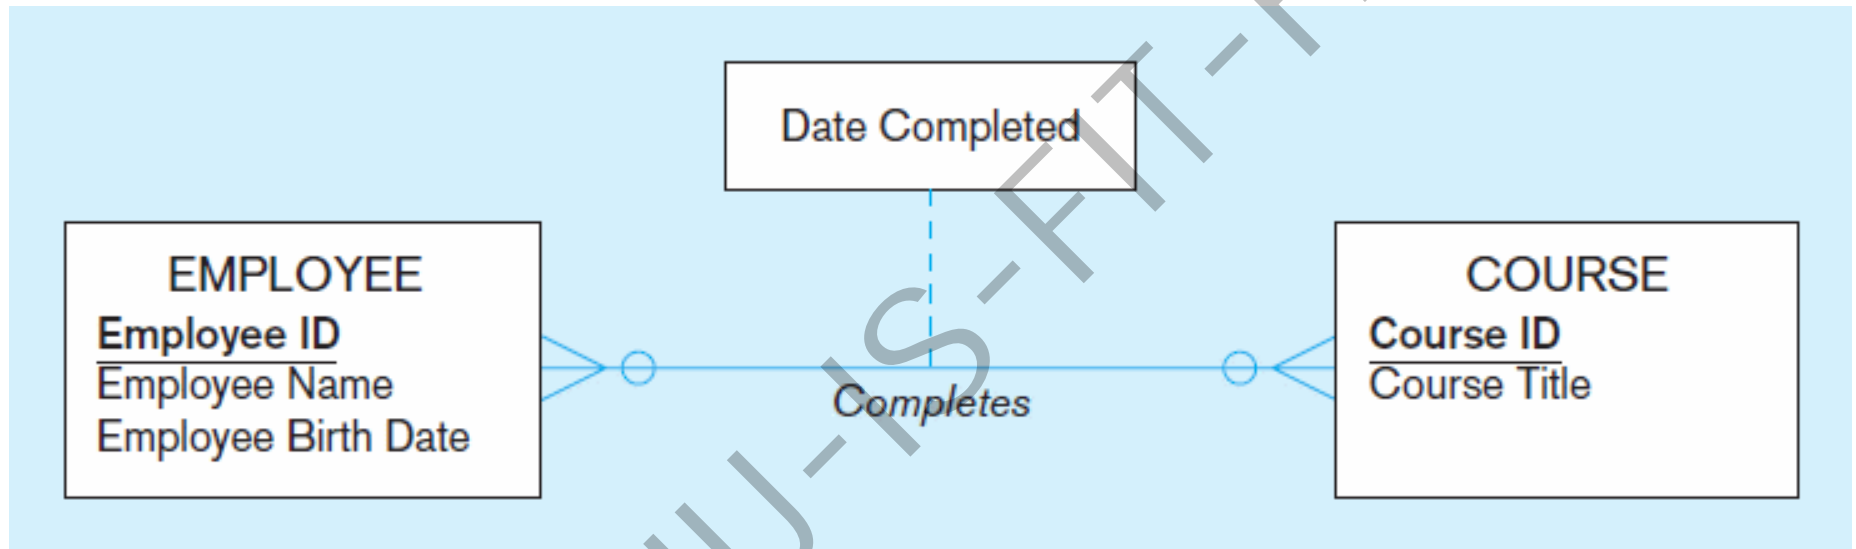 Date Completed
EMPLOYEE
Employee ID
Employee Name
Employee Birth Date
Completes
COURSE
Course ID
Course Title